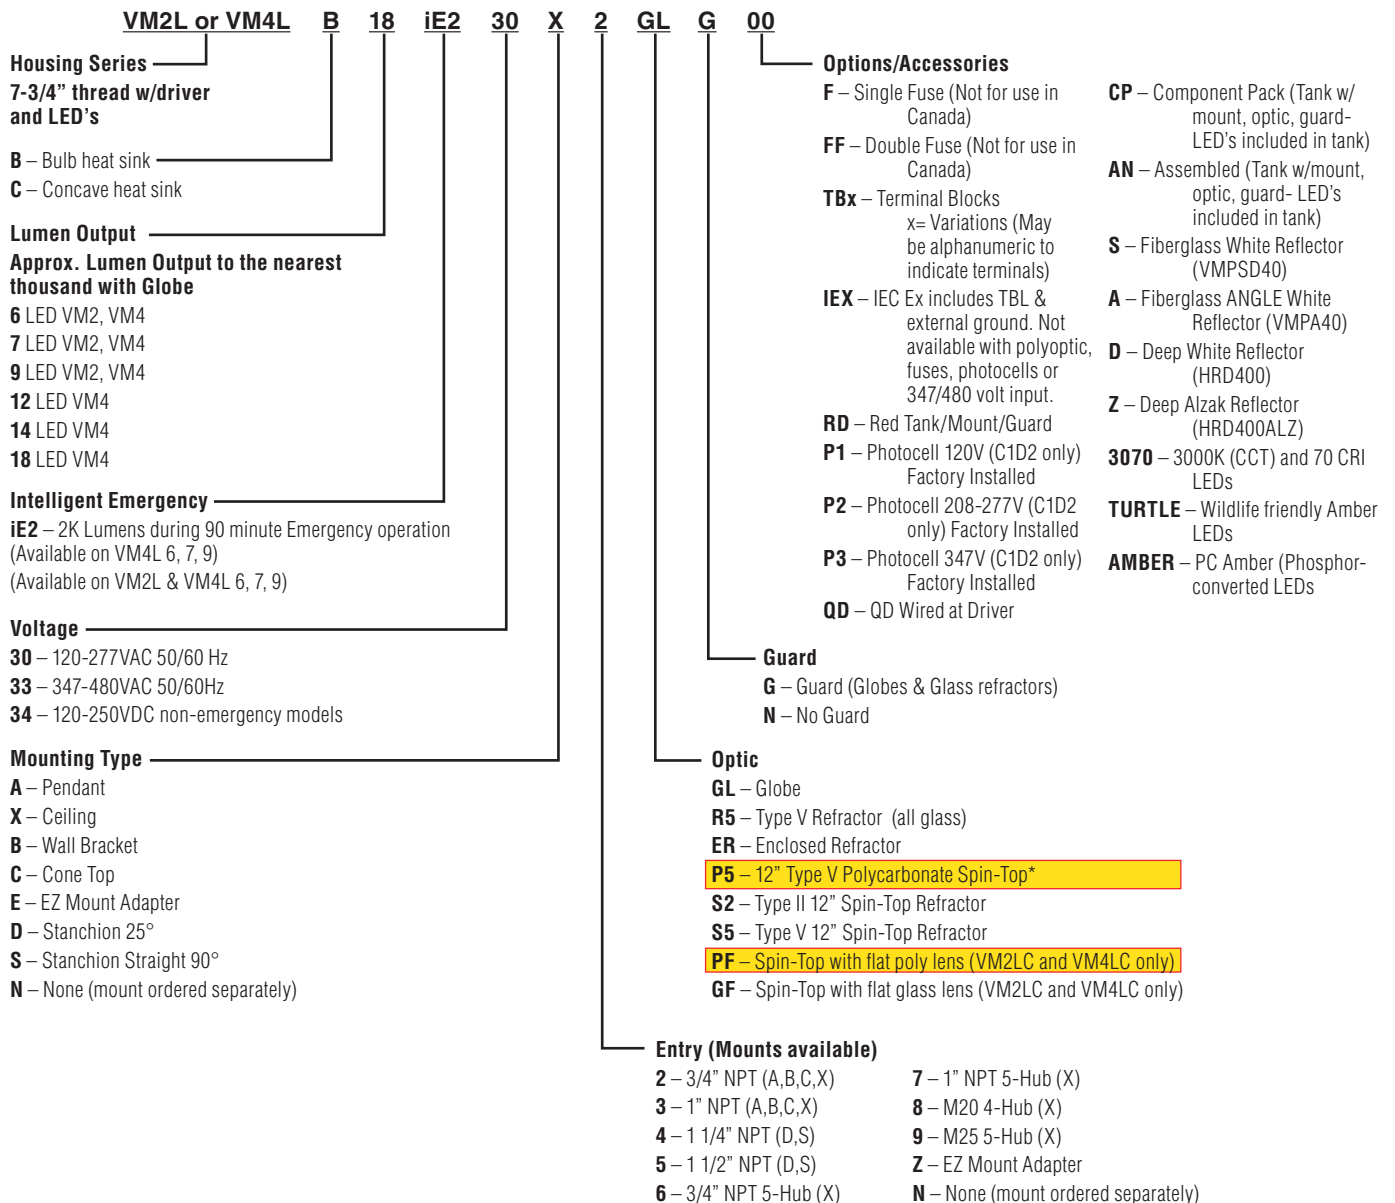 VM2L or VM4L B 18 iE2 30 X 2 GL G 00
Housing Series
7-3/4” thread w/driver
and LED’s
B – Bulb heat sink
C – Concave heat sink
Lumen Output
Approx. Lumen Output to the nearest
thousand with Globe
6 LED VM2, VM4
7 LED VM2, VM4
9 LED VM2, VM4
12 LED VM4
14 LED VM4
18 LED VM4
Intelligent Emergency
iE2 – 2K Lumens during 90 minute Emergency operation
(Available on VM4L 6, 7, 9)
(Available on VM2L & VM4L 6, 7, 9)
Voltage
30 – 120-277VAC 50/60 Hz
33 – 347-480VAC 50/60Hz
34 – 120-250VDC non-emergency models
Mounting Type
A – Pendant
X – Ceiling
B – Wall Bracket
C – Cone Top
E – EZ Mount Adapter
D – Stanchion 25°
S – Stanchion Straight 90°
N – None (mount ordered separately)
Options/Accessories
F – Single Fuse (Not for use in
Canada)
FF – Double Fuse (Not for use in
Canada)
TBx – Terminal Blocks
x= Variations (May
be alphanumeric to
indicate terminals)
IEX – IEC Ex includes TBL &
external ground. Not
available with polyoptic,
fuses, photocells or
347/480 volt input.
RD – Red Tank/Mount/Guard
P1 – Photocell 120V (C1D2 only)
Factory Installed
P2 – Photocell 208-277V (C1D2
only) Factory Installed
P3 – Photocell 347V (C1D2 only)
Factory Installed
QD – QD Wired at Driver
CP – Component Pack (Tank w/
mount, optic, guard-
LED’s included in tank)
AN – Assembled (Tank w/mount,
optic, guard- LED’s
included in tank)
S – Fiberglass White Reflector
(VMPSD40)
A – Fiberglass ANGLE White
Reflector (VMPA40)
D – Deep White Reflector
(HRD400)
Z – Deep Alzak Reflector
(HRD400ALZ)
3070 – 3000K (CCT) and 70 CRI
LEDs
TURTLE – Wildlife friendly Amber
LEDs
AMBER – PC Amber (Phosphor-
converted LEDs
Guard
G – Guard (Globes & Glass refractors)
N – No Guard
Optic
GL – Globe
R5 – Type V Refractor (all glass)
ER – Enclosed Refractor
P5 – 12” Type V Polycarbonate Spin-Top*
S2 – Type II 12” Spin-Top Refractor
S5 – Type V 12” Spin-Top Refractor
PF – Spin-Top with flat poly lens (VM2LC and VM4LC only)
GF – Spin-Top with flat glass lens (VM2LC and VM4LC only)
Entry (Mounts available)
2 – 3/4” NPT (A,B,C,X)
3 – 1” NPT (A,B,C,X)
4 – 1 1/4” NPT (D,S)
5 – 1 1/2” NPT (D,S)
6 – 3/4” NPT 5-Hub (X)
7 – 1” NPT 5-Hub (X)
8 – M20 4-Hub (X)
9 – M25 5-Hub (X)
Z – EZ Mount Adapter
N – None (mount ordered separately)